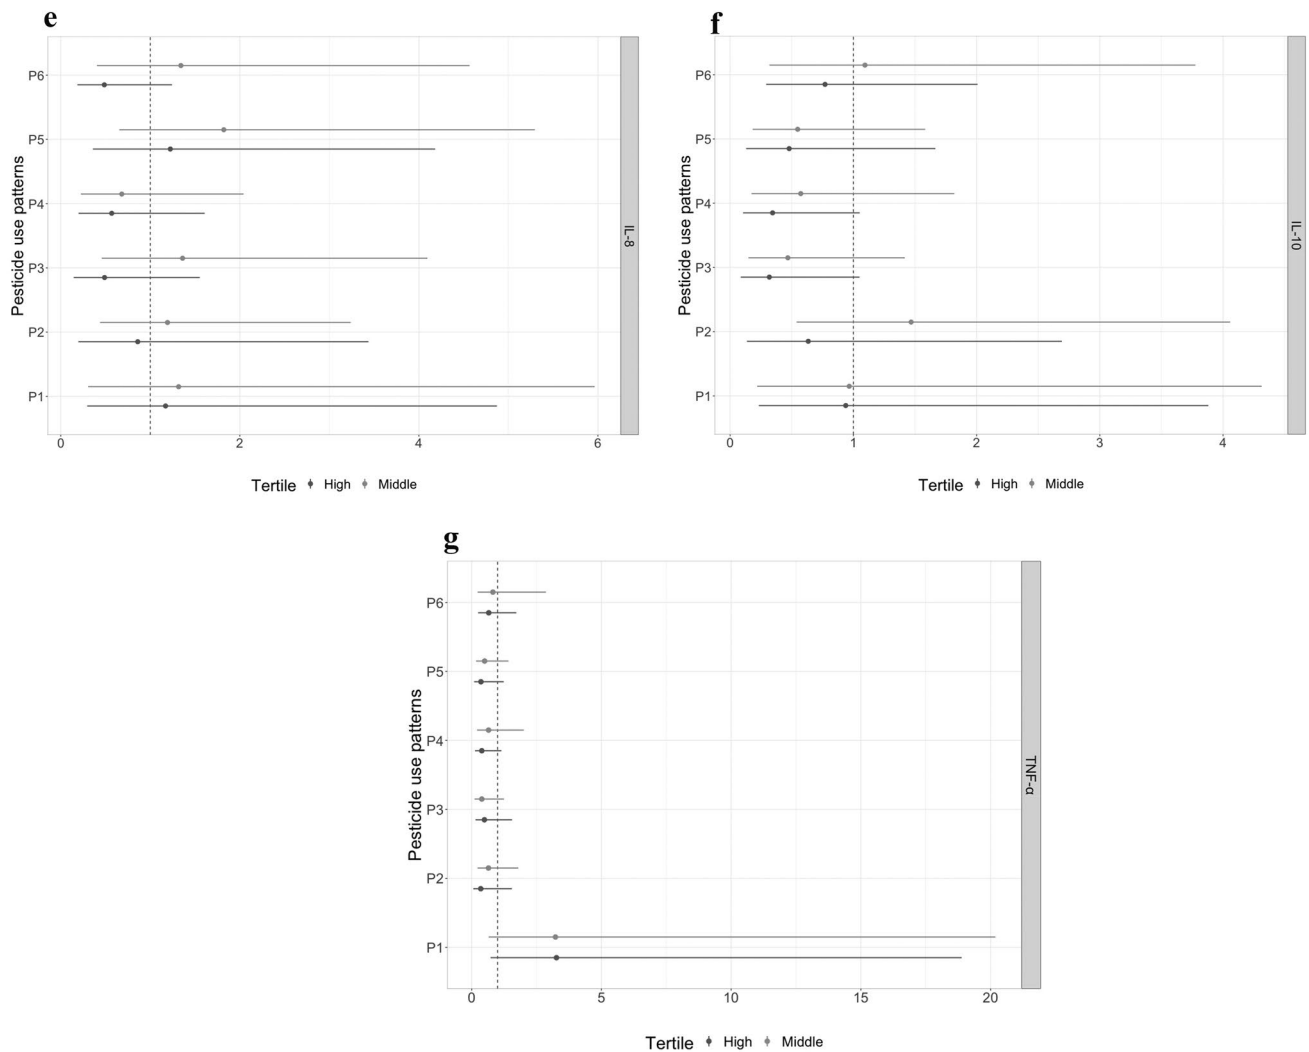 e
P6
P5
P4
P3
P2
P1
Pesticide use patterns
IL-8
0 2 4 6
Tertile High Middle
f
P6
P5
P4
P3
P2
P1
Pesticide use patterns
IL-10
0 1 2 3 4
Tertile High Middle
g
P6
P5
P4
P3
P2
P1
Pesticide use patterns
TNF-α
0 5 10 15 20
Tertile High Middle